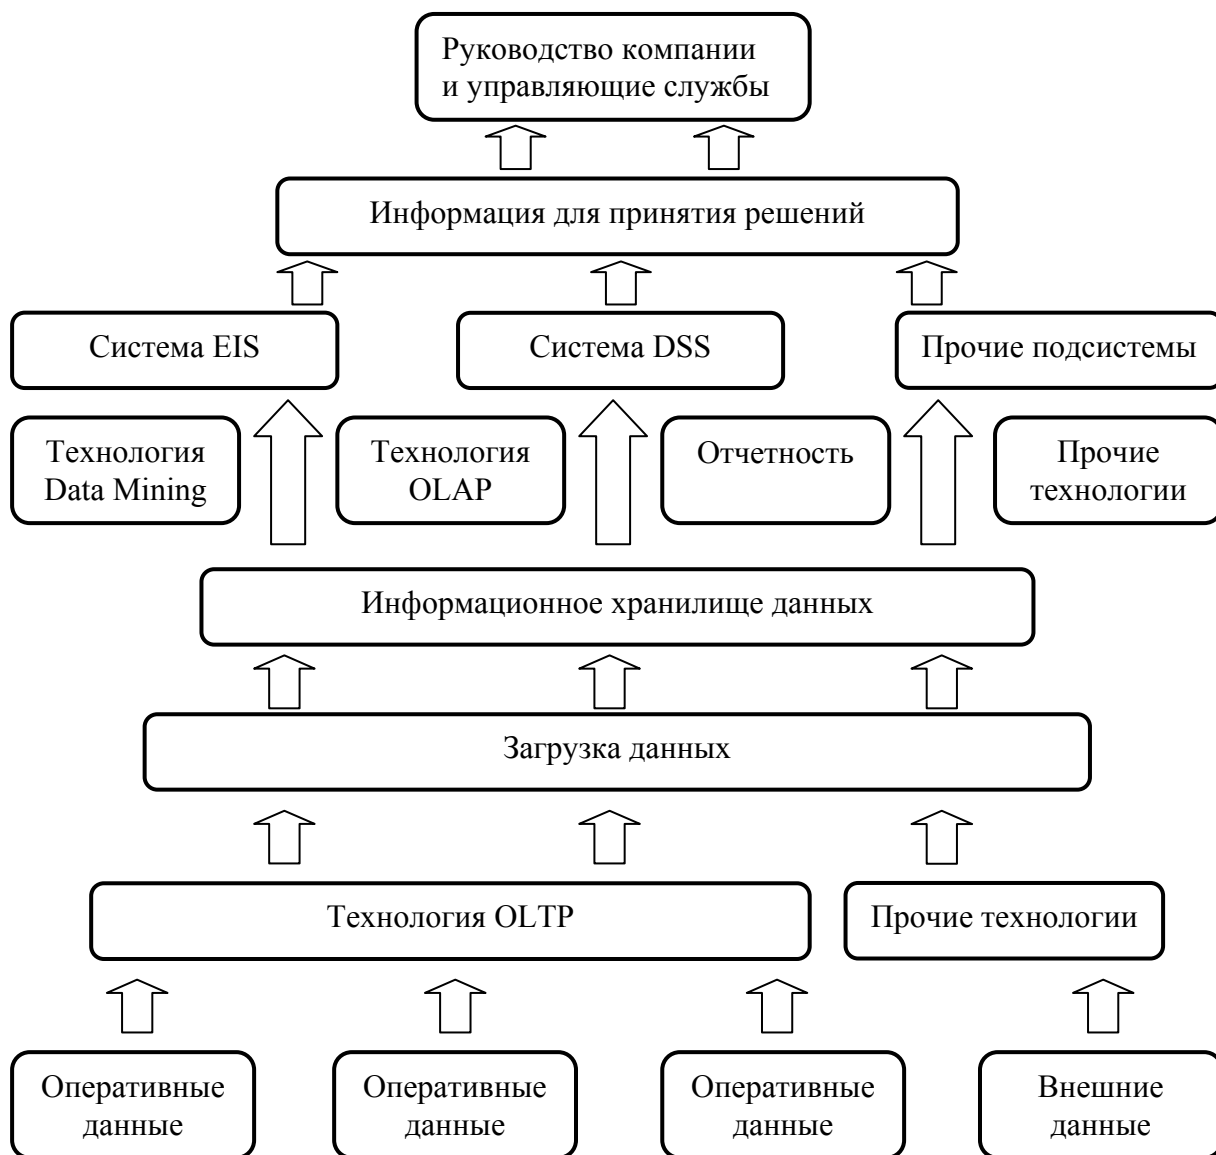 Руководство компании
и управляющие службы
Информация для принятия решений
Система EIS
Система DSS
Прочие подсистемы
Технология
Data Mining
Технология
OLAP
Отчетность
Прочие
технологии
Информационное хранилище данных
Загрузка данных
Технология OLTP
Прочие технологии
Оперативные
данные
Оперативные
данные
Оперативные
данные
Внешние
данные